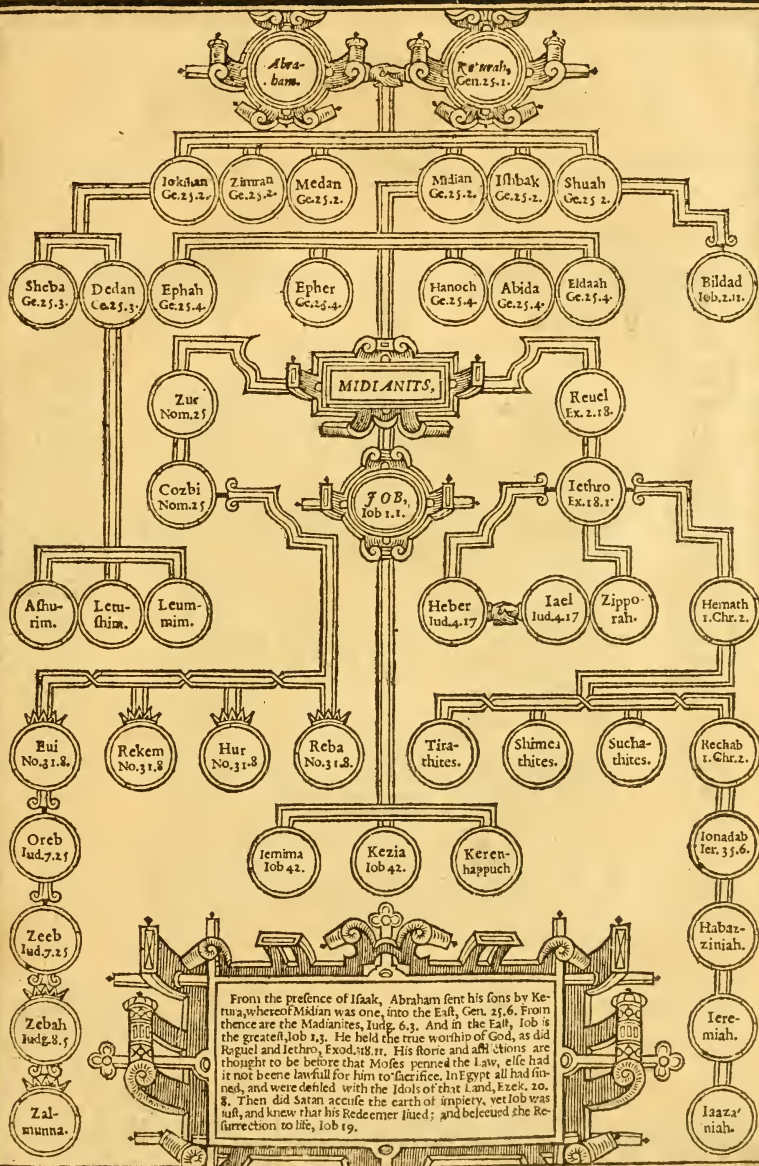 Abra-
ham.
Keturah,
Gen.25.1.
Iokſhan
Ge.25.2.
Zimran
Ge.25.2.
Medan
Ge.25.2.
Midian
Ge.25.2.
Iſhbak
Ge.25.2.
Shuah
Ge.25 2.
Sheba
Ge.25.3.
Dedan
Ge.25.3.
Ephah
Ge.25.4.
Epher
Ge.25.4.
Hanoch
Ge.25.4.
Abida
Ge.25.4.
Eldaah
Ge.25.4.
Bildad
Iob.2.11.
MIDIANITS,
Zur
Nom.25
Reuel
Ex.2.18.
Cozbi
Nom.25
JOB,
Iob 1.1.
Iethro
Ex.18.1.
Aſhu-
rim.
Letu-
ſhim.
Leum-
mim.
Heber
Iud.4.17
Iael
Iud.4.17
Zippo-
rah.
Hemath
1.Chr.2.
Eui
No.31.8.
Rekem
No.31.8.
Hur
No.31.8
Reba
No.31.8.
Tira-
thites.
Shimea
thites.
Sucha-
thites.
Rechab
1.Chr.2.
Oreb
Iud.7.25
Iemima
Iob 42.
Kezia
Iob 42.
Keren-
happuch
Ionadab
Ier.35.6.
Zeeb
Iud.7.25
Habaz-
ziniah.
Zebah
Iudg.8.5
Iere-
miah.
Zal-
munna.
Iaaza-
niah.
From the preſence of Iſaak, Abraham ſent his ſons by Ke-
tura, whereof Midian was one, into the Eaſt, Gen. 25.6. From
thence are the Madianites, Iudg. 6.3. And in the Eaſt, Iob is
the greateſt, Iob 1.3. He held the true worſhip of God, as did
Raguel and Iethro, Exod. 18.11. His ſtorie and afflictions are
thought to be before that Moſes penned the Law, elſe had
it not beene lawfull for him to ſacrifice. In Egypt all had ſin-
ned, and were defiled with the Idols of that Land, Ezek. 20.
8. Then did Satan accuſe the earth of impiety, yet Iob was
iuſt, and knew that his Redeemer liued; and beleeued the Re-
ſurrection to life, Iob 19.